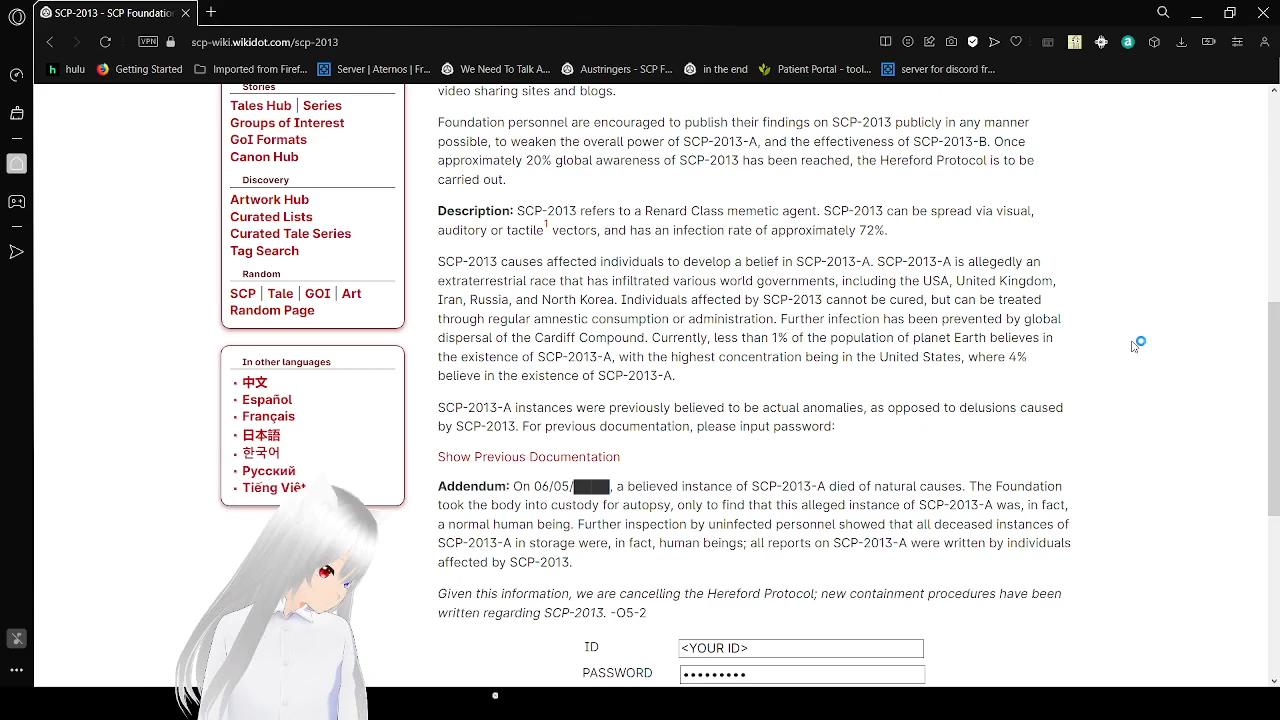 SCP-2013 - SCP Foundation
scp-wiki.wikidot.com/scp-2013
VPN
hulu
Getting Started
Imported from Firef...
Server | Aternos | Fr...
We Need To Talk A...
Austringers - SCP F...
in the end
Patient Portal - tool...
server for discord fr...
Stories
Tales Hub | Series
Groups of Interest
GoI Formats
Canon Hub
Discovery
Artwork Hub
Curated Lists
Curated Tale Series
Tag Search
Random
SCP | Tale | GOI | Art
Random Page
In other languages
中文
Español
Français
日本語
한국어
Русский
Tiếng Việt
video sharing sites and blogs.
Foundation personnel are encouraged to publish their findings on SCP-2013 publicly in any manner
possible, to weaken the overall power of SCP-2013-A, and the effectiveness of SCP-2013-B. Once
approximately 20% global awareness of SCP-2013 has been reached, the Hereford Protocol is to be
carried out.
Description: SCP-2013 refers to a Renard Class memetic agent. SCP-2013 can be spread via visual,
auditory or tactile1 vectors, and has an infection rate of approximately 72%.
SCP-2013 causes affected individuals to develop a belief in SCP-2013-A. SCP-2013-A is allegedly an
extraterrestrial race that has infiltrated various world governments, including the USA, United Kingdom,
Iran, Russia, and North Korea. Individuals affected by SCP-2013 cannot be cured, but can be treated
through regular amnestic consumption or administration. Further infection has been prevented by global
dispersal of the Cardiff Compound. Currently, less than 1% of the population of planet Earth believes in
the existence of SCP-2013-A, with the highest concentration being in the United States, where 4%
believe in the existence of SCP-2013-A.
SCP-2013-A instances were previously believed to be actual anomalies, as opposed to delusions caused
by SCP-2013. For previous documentation, please input password:
Show Previous Documentation
Addendum: On 06/05/████, a believed instance of SCP-2013-A died of natural causes. The Foundation
took the body into custody for autopsy, only to find that this alleged instance of SCP-2013-A was, in fact,
a normal human being. Further inspection by uninfected personnel showed that all deceased instances of
SCP-2013-A in storage were, in fact, human beings; all reports on SCP-2013-A were written by individuals
affected by SCP-2013.
Given this information, we are cancelling the Hereford Protocol; new containment procedures have been
written regarding SCP-2013. -O5-2
ID <YOUR ID>
PASSWORD •••••••••